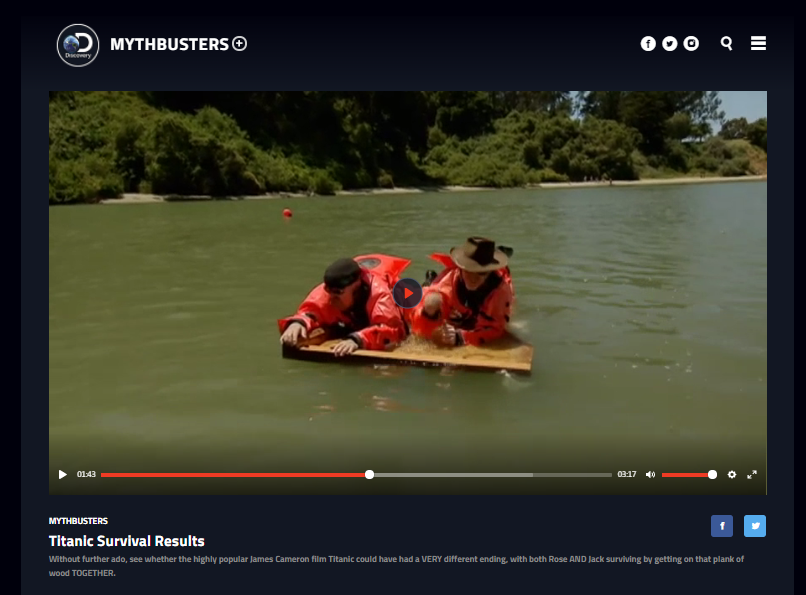 Discovery
MYTHBUSTERS
01:43
03:17
MYTHBUSTERS
Titanic Survival Results
Without further ado, see whether the highly popular James Cameron film Titanic could have had a VERY different ending, with both Rose AND Jack surviving by getting on that plank of
wood TOGETHER.